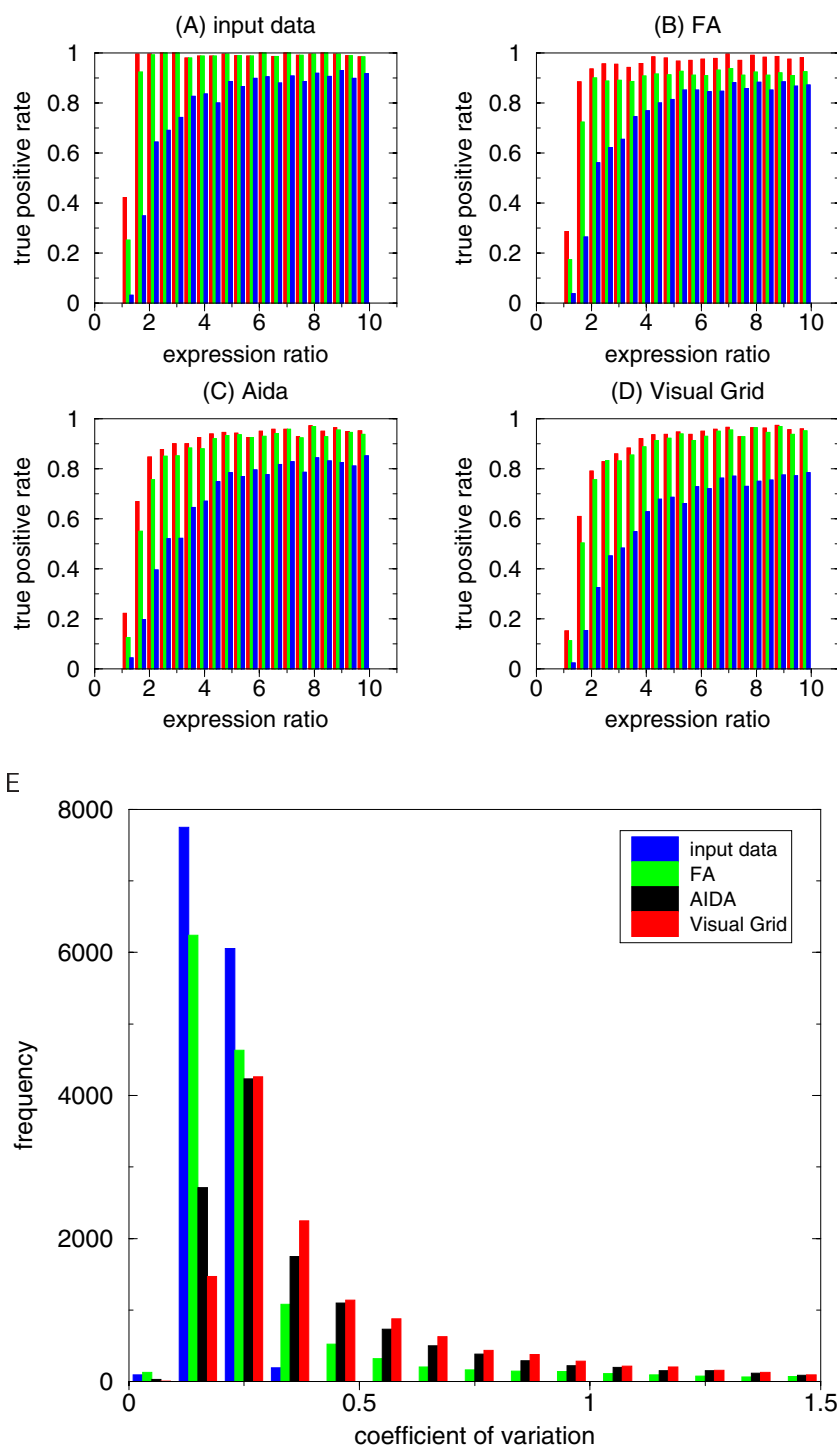 (A) input data
(B) FA
true positive rate
1
0.8
0.6
0.4
0.2
0
0 2 4 6 8 10
expression ratio
true positive rate
1
0.8
0.6
0.4
0.2
0
0 2 4 6 8 10
expression ratio
(C) Aida
(D) Visual Grid
true positive rate
1
0.8
0.6
0.4
0.2
0
0 2 4 6 8 10
expression ratio
true positive rate
1
0.8
0.6
0.4
0.2
0
0 2 4 6 8 10
expression ratio
E
frequency
8000
6000
4000
2000
0
input data
FA
AIDA
Visual Grid
0 0.5 1 1.5
coefficient of variation